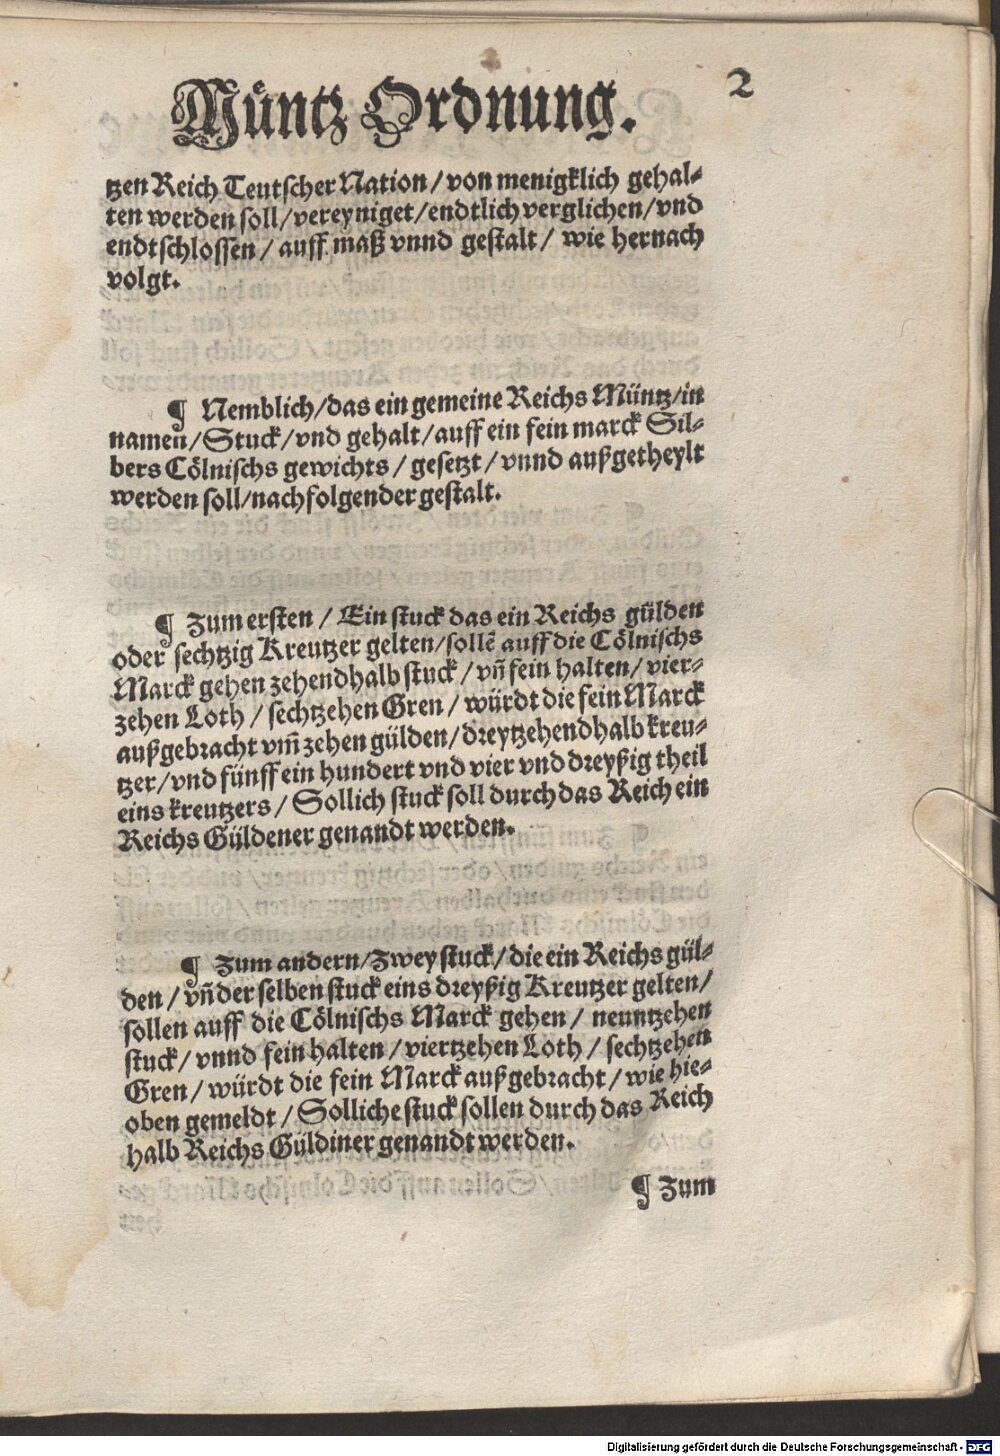 Müntz Ordnung.
2
tzen Reich Teutscher Nation / von menigklich gehal⸗
ten werden soll / vereyniget / endtlich verglichen / vnd
endtschlossen / auff maß vnnd gestalt / wie hernach
volgt.
¶ Nemblich / das ein gemeine Reichs Müntz / in
namen / Stuck / vnd gehalt / auff ein fein marck Sil⸗
bers Cölnischs gewichts / gesetzt / vnnd außgetheylt
werden soll / nachfolgender gestalt.
¶ Zum ersten / Ein stuck das ein Reichs gülden
oder sechtzig Kreutzer gelten / sollē auff die Cölnischs
Marck gehen zehendhalb stuck / vn̄ fein halten / vier⸗
zehen Loth / sechtzehen Gren / würdt die fein Marck
außgebracht vm̄ zehen gülden / dreytzehendhalb kreu⸗
tzer / vnd fünff ein hundert vnd vier vnd dreyßig theil
eins kreutzers / Sollich stuck soll durch das Reich ein
Reichs Güldener genandt werden.
¶ Zum andern / Zwey stuck / die ein Reichs gül⸗
den / vn̄ der selben stuck eins dreyßig Kreutzer gelten /
sollen auff die Cölnischs Marck gehen / neuntzehen
stuck / vnnd fein halten / viertzehen Loth / sechtzehen
Gren / würdt die fein Marck außgebracht / wie hie⸗
oben gemeldt / Solliche stuck sollen durch das Reich
halb Reichs Güldiner genandt werden.
¶ Zum
Digitalisierung gefördert durch die Deutsche Forschungsgemeinschaft - DFG